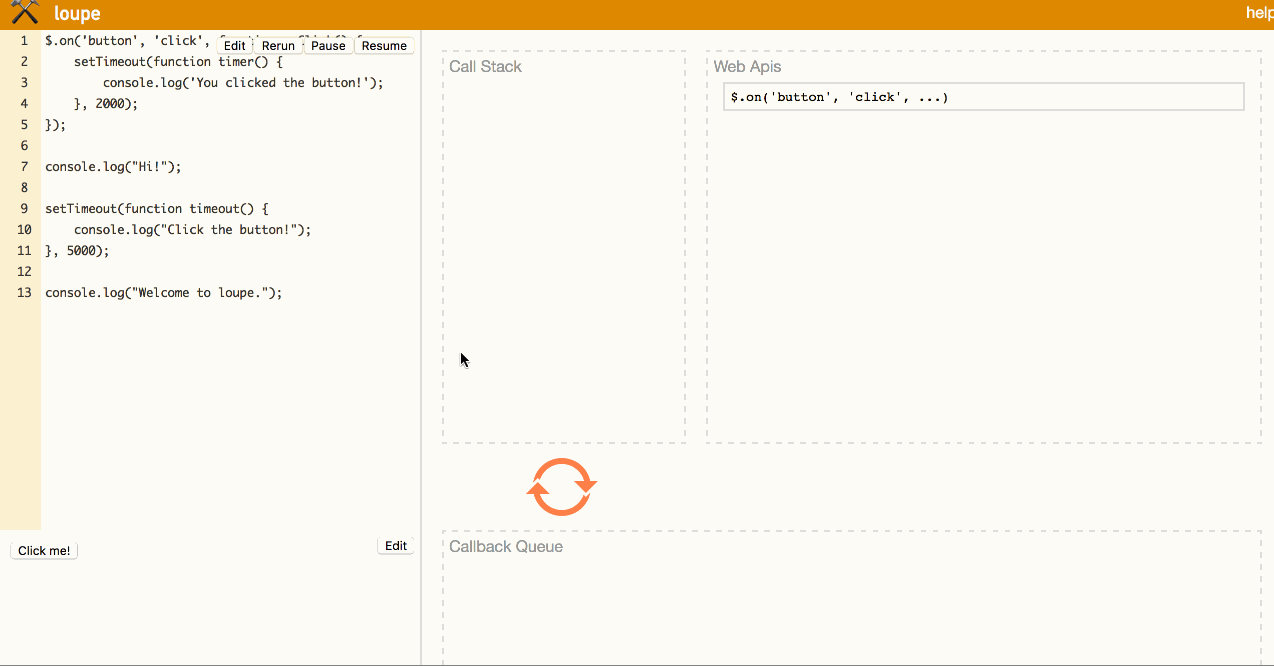 loupe
help
Edit Rerun Pause Resume
1 $.on('button', 'click',
2 setTimeout(function timer() {
3 console.log('You clicked the button!');
4 }, 2000);
5 });
6
7 console.log("Hi!");
8
9 setTimeout(function timeout() {
10 console.log("Click the button!");
11 }, 5000);
12
13 console.log("Welcome to loupe.");
Click me!
Edit
Call Stack
Web Apis
$.on('button', 'click', ...)
Callback Queue